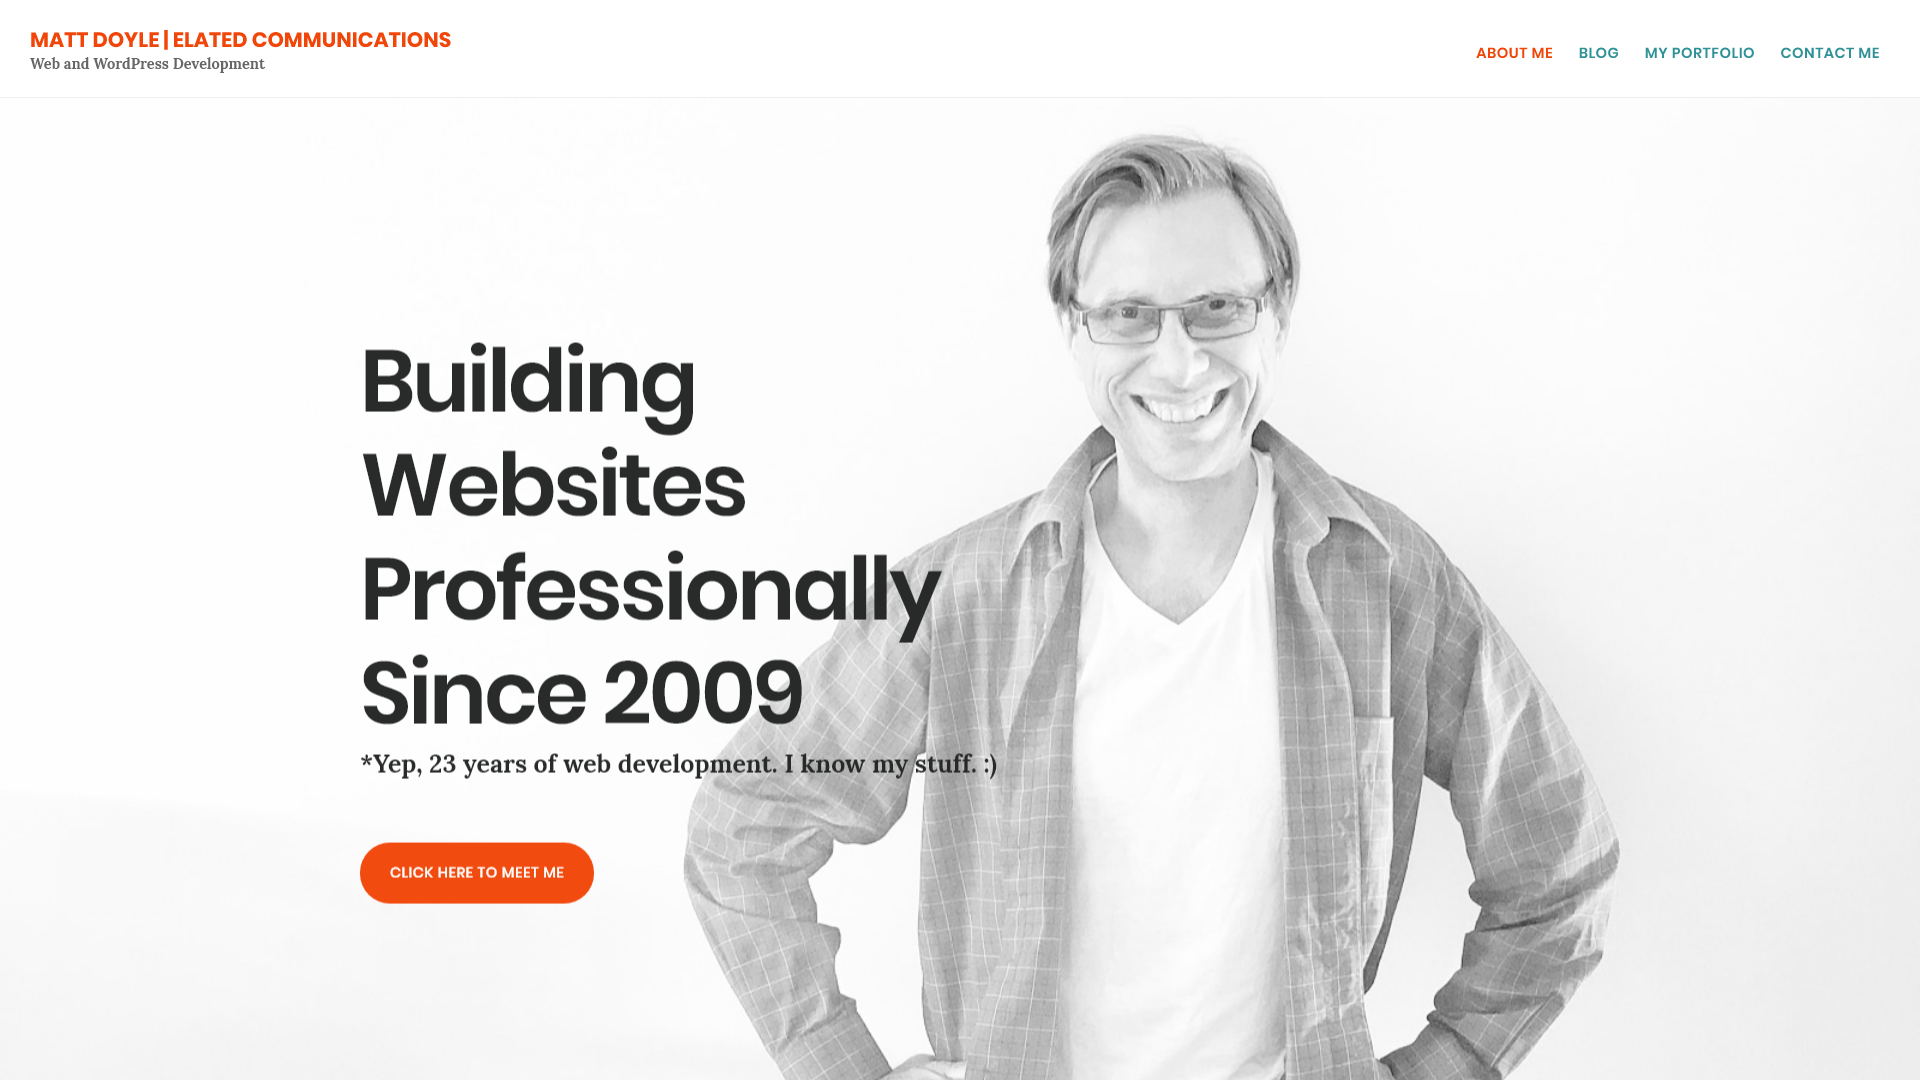 MATT DOYLE | ELATED COMMUNICATIONS
Web and WordPress Development
ABOUT ME
BLOG
MY PORTFOLIO
CONTACT ME
Building
Websites
Professionally
Since 2009
*Yep, 23 years of web development. I know my stuff. :)
CLICK HERE TO MEET ME